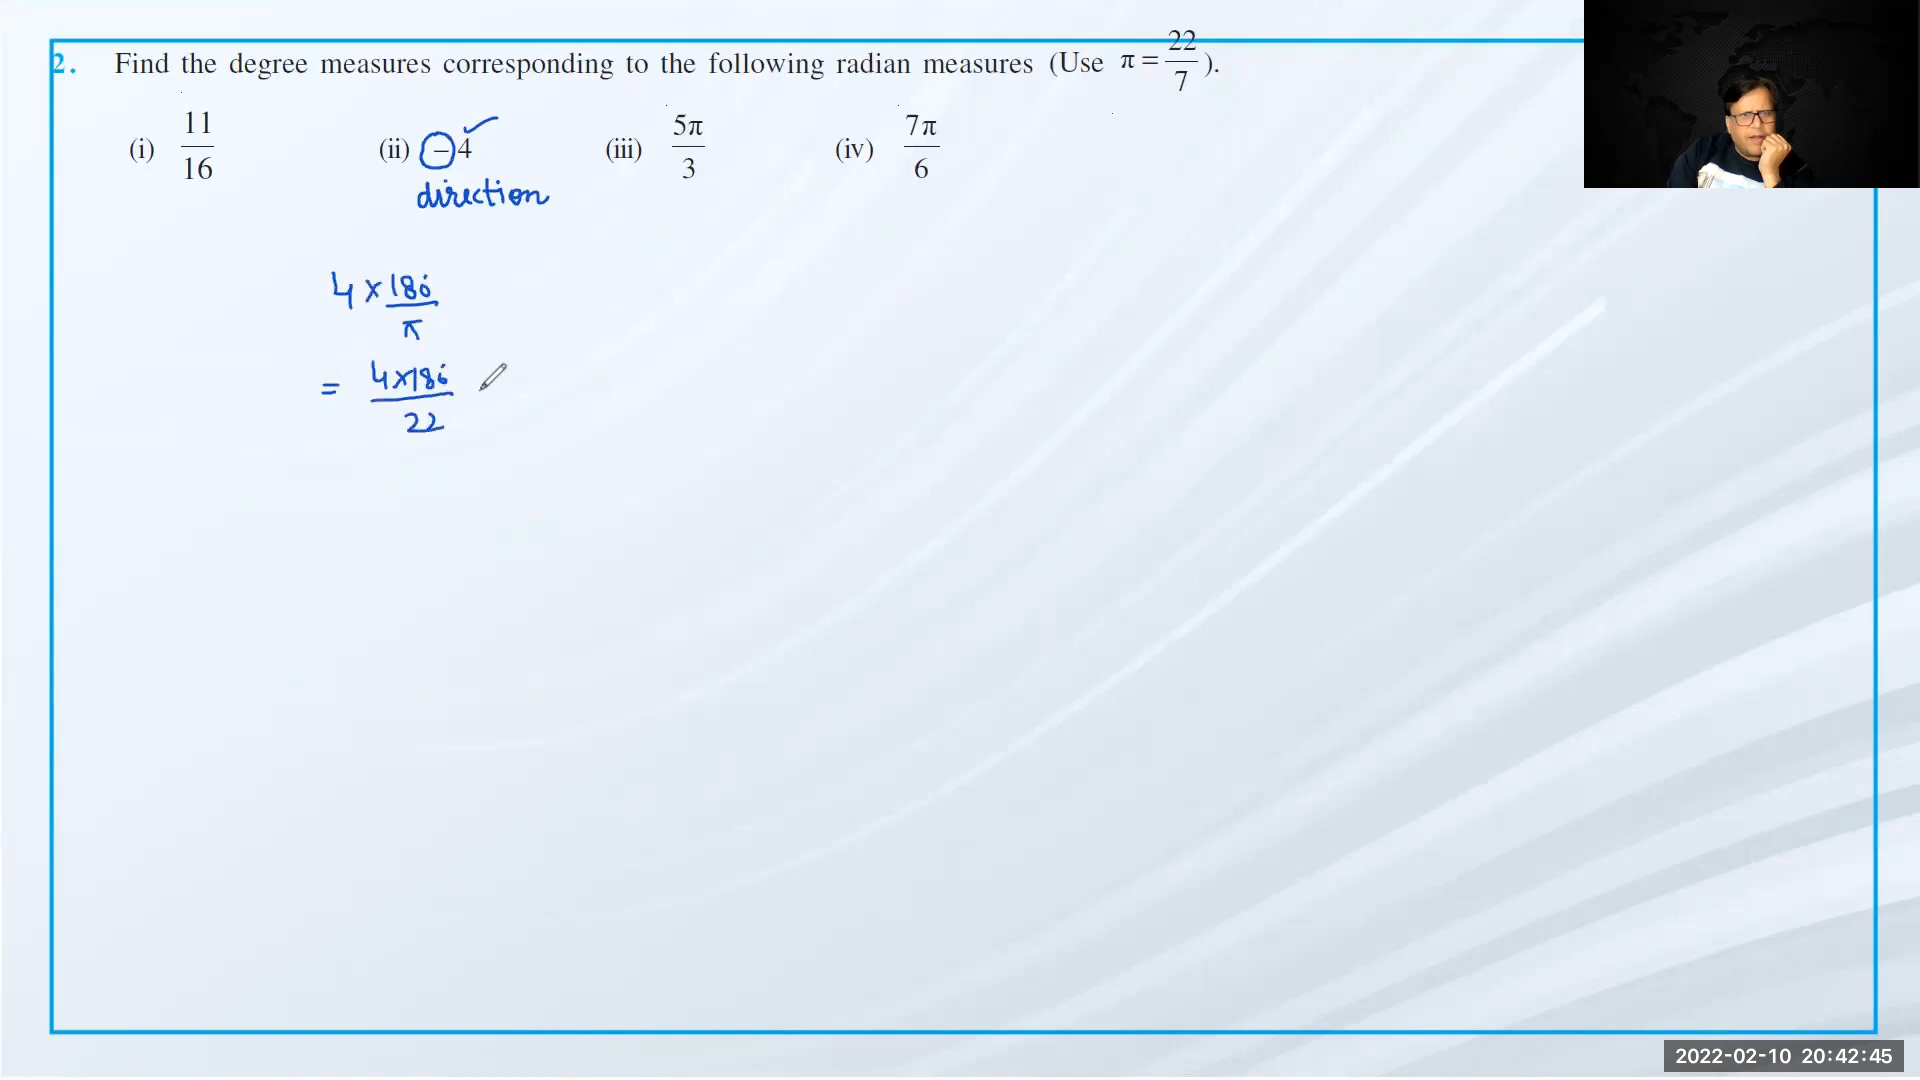 2. Find the degree measures corresponding to the following radian measures (Use π = 22/7).
(i) 11/16 (ii) –4 (iii) 5π/3 (iv) 7π/6
direction
4 × 180°/π
= 4×180°/22
2022-02-10 20:42:45